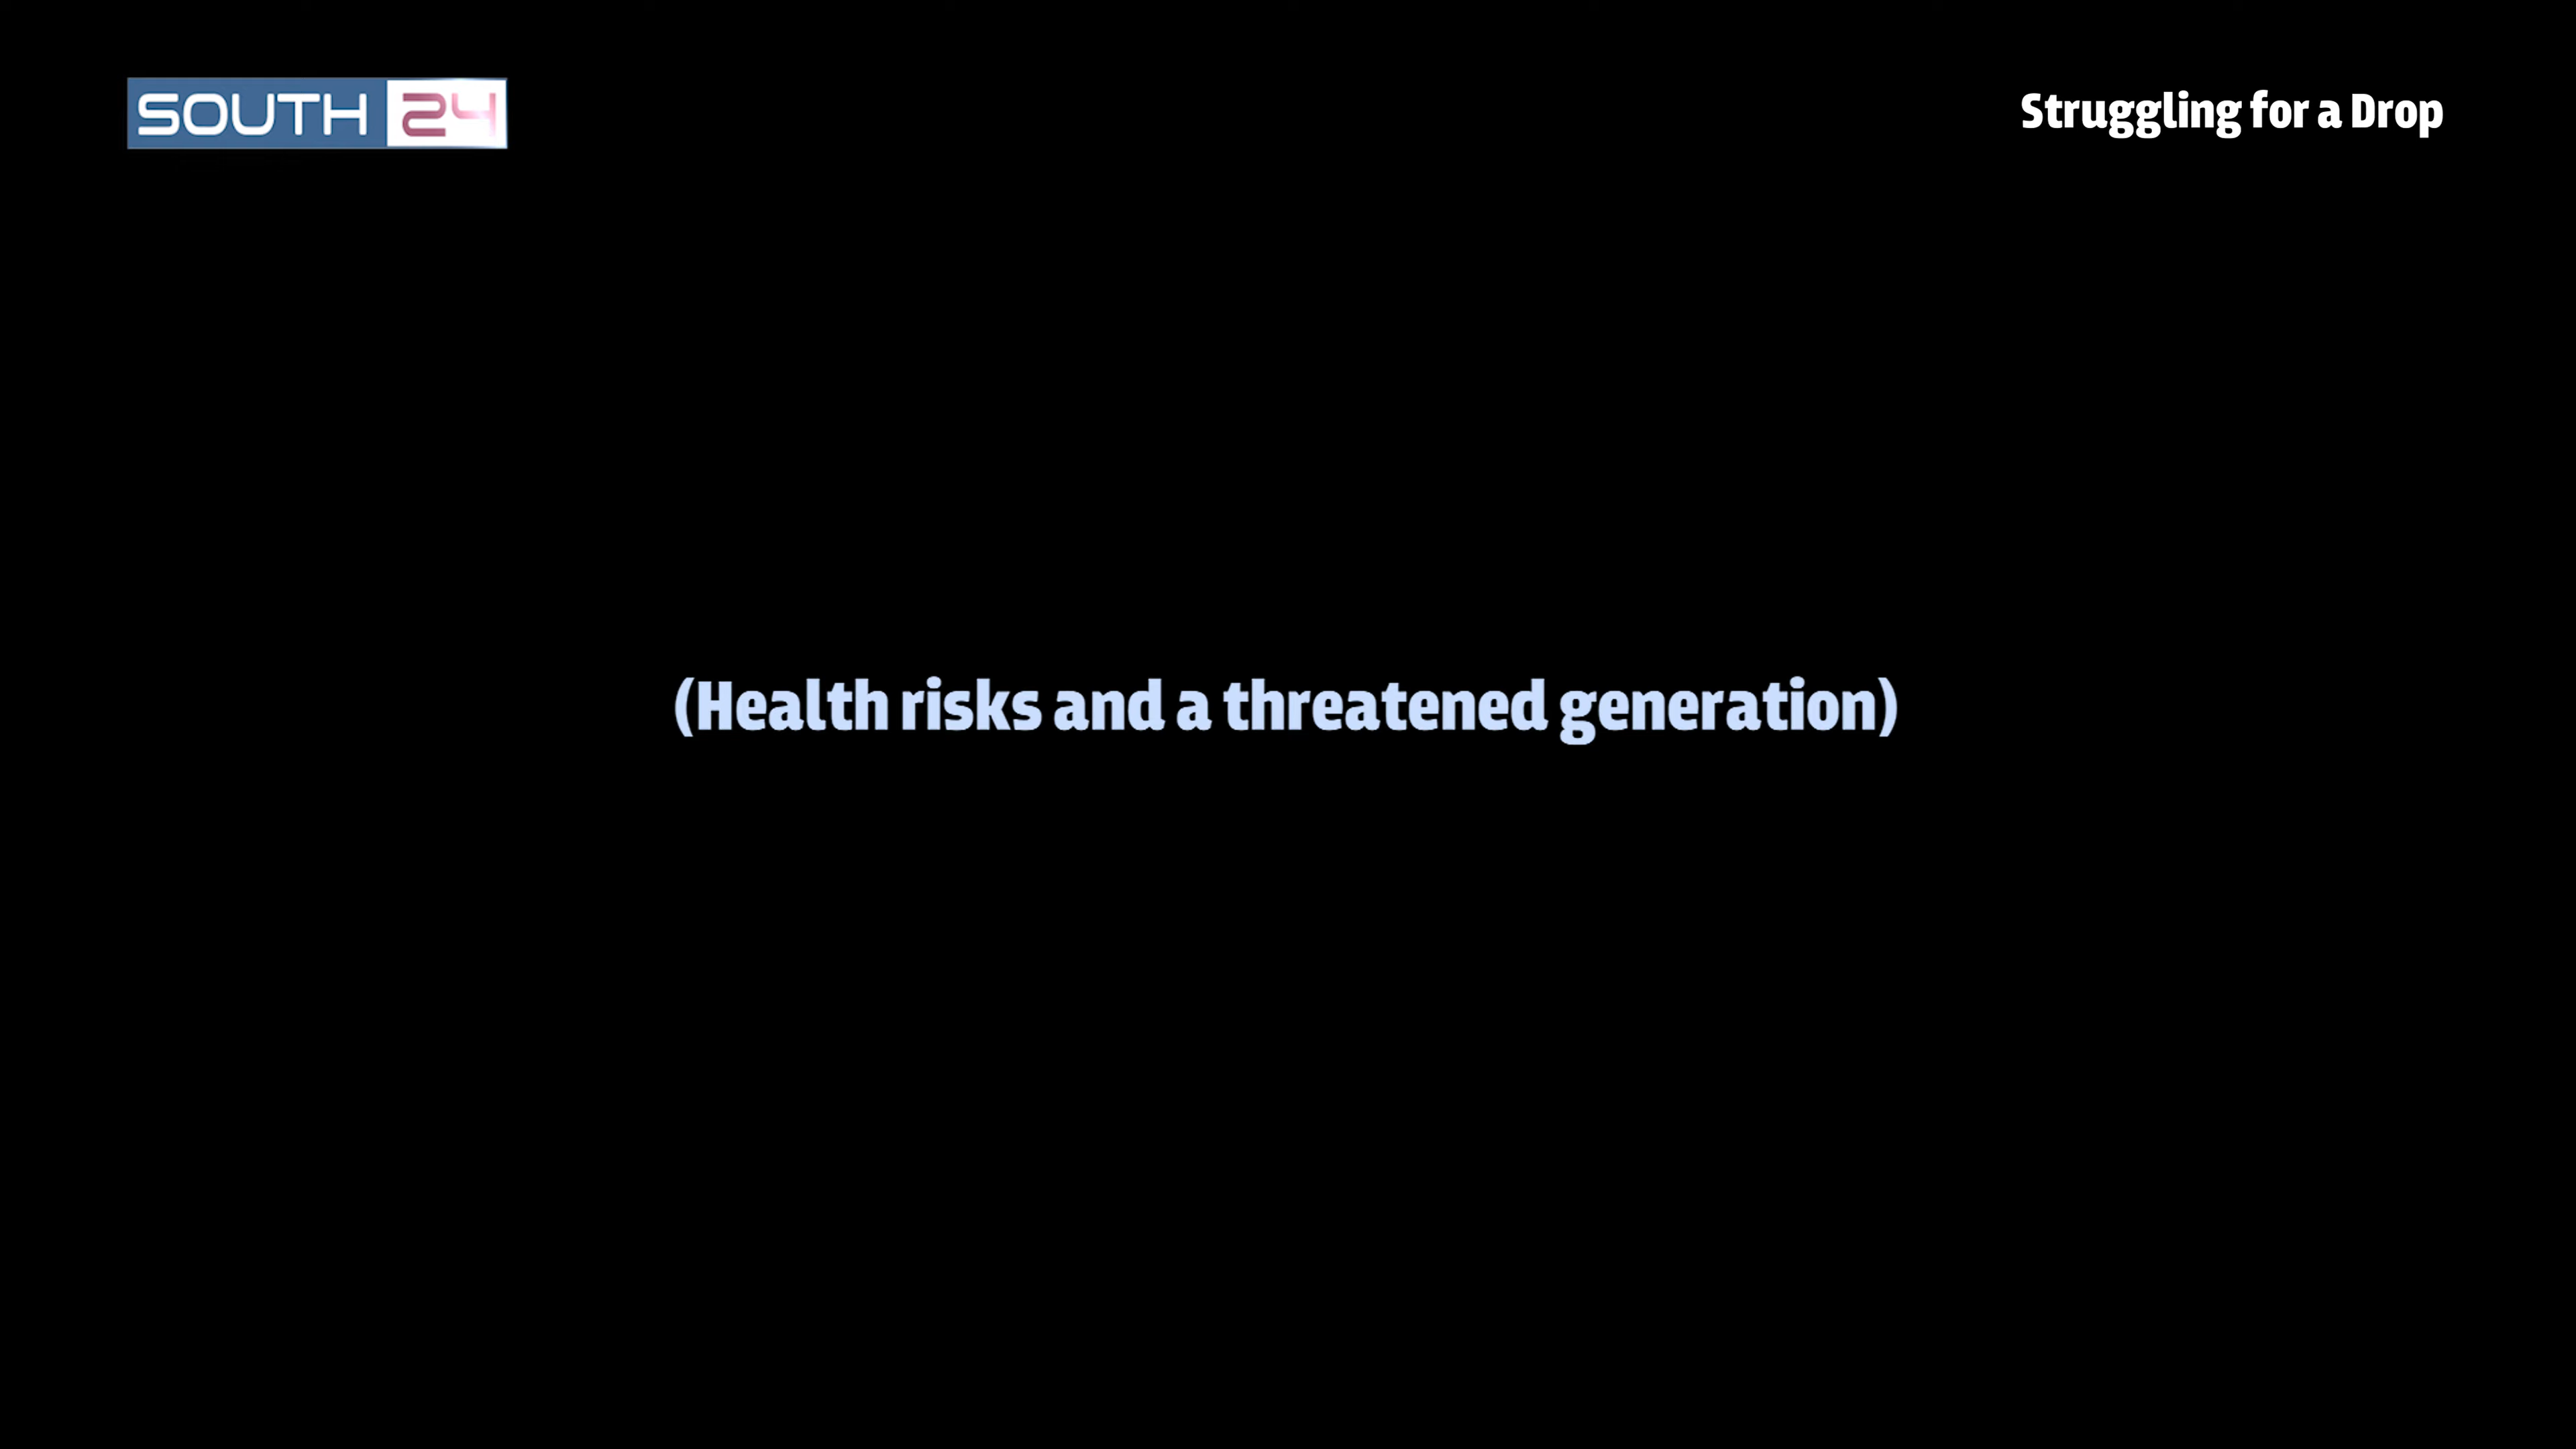 SOUTH 24
Struggling for a Drop
(Health risks and a threatened generation)